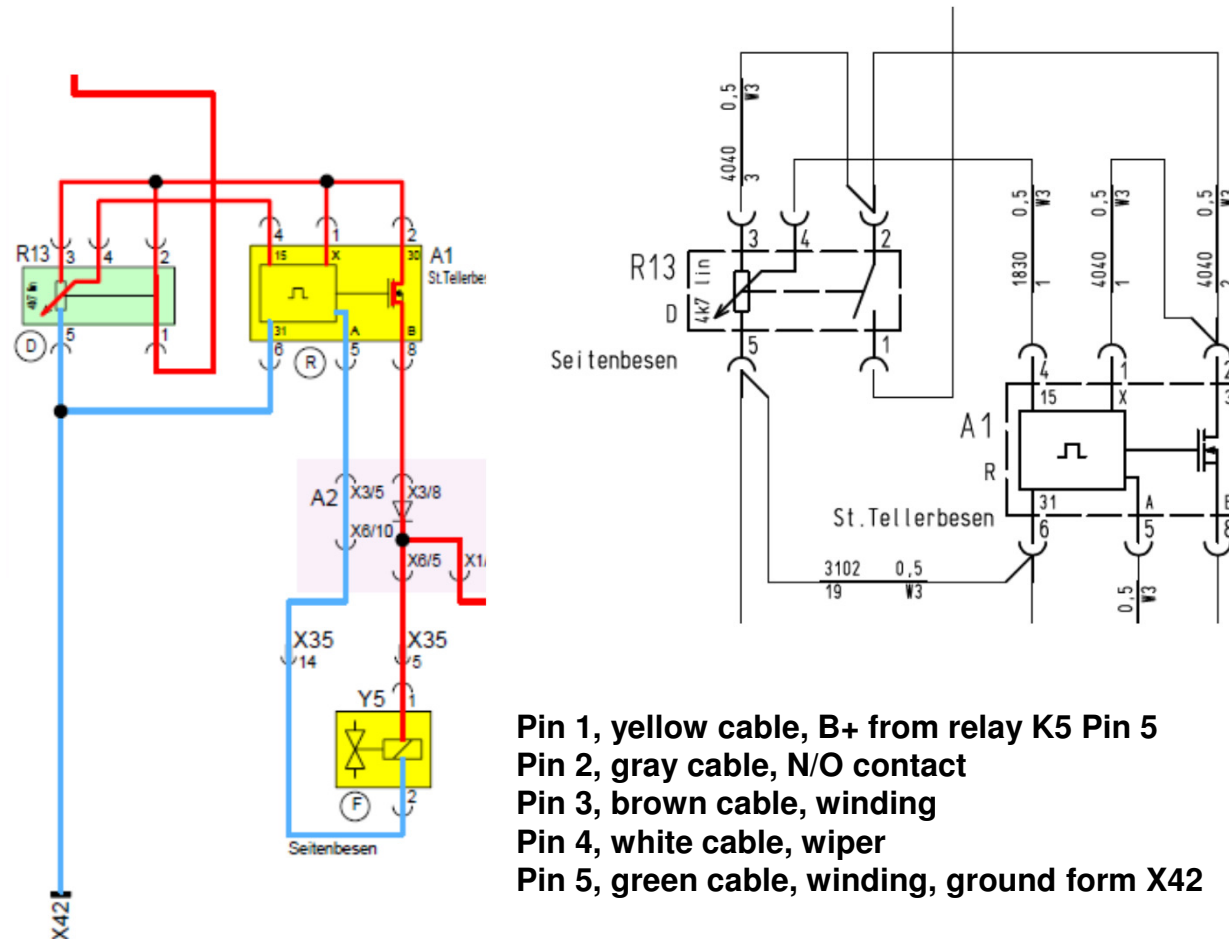 R13
3
4
2
4k7 lin
D
5
1
4
1
2
15
X
30
A1
St.Tellerbe
31
A
B
6
R
5
8
A2
X3/5
X3/8
X6/10
X6/5
X1/
X35
14
X35
5
Y5
1
F
2
Seitenbesen
X42
0,5
W3
4040
3
3
4
2
R13
D
4k7 lin
5
1
Seitenbesen
0,5
W3
1830
1
0,5
W3
4040
1
0,5
W3
4040
2
4
1
2
15
X
3
A1
R
St.Tellerbesen
31
A
B
6
5
8
3102 0,5
19 W3
0,5
W3
Pin 1, yellow cable, B+ from relay K5 Pin 5
Pin 2, gray cable, N/O contact
Pin 3, brown cable, winding
Pin 4, white cable, wiper
Pin 5, green cable, winding, ground form X42